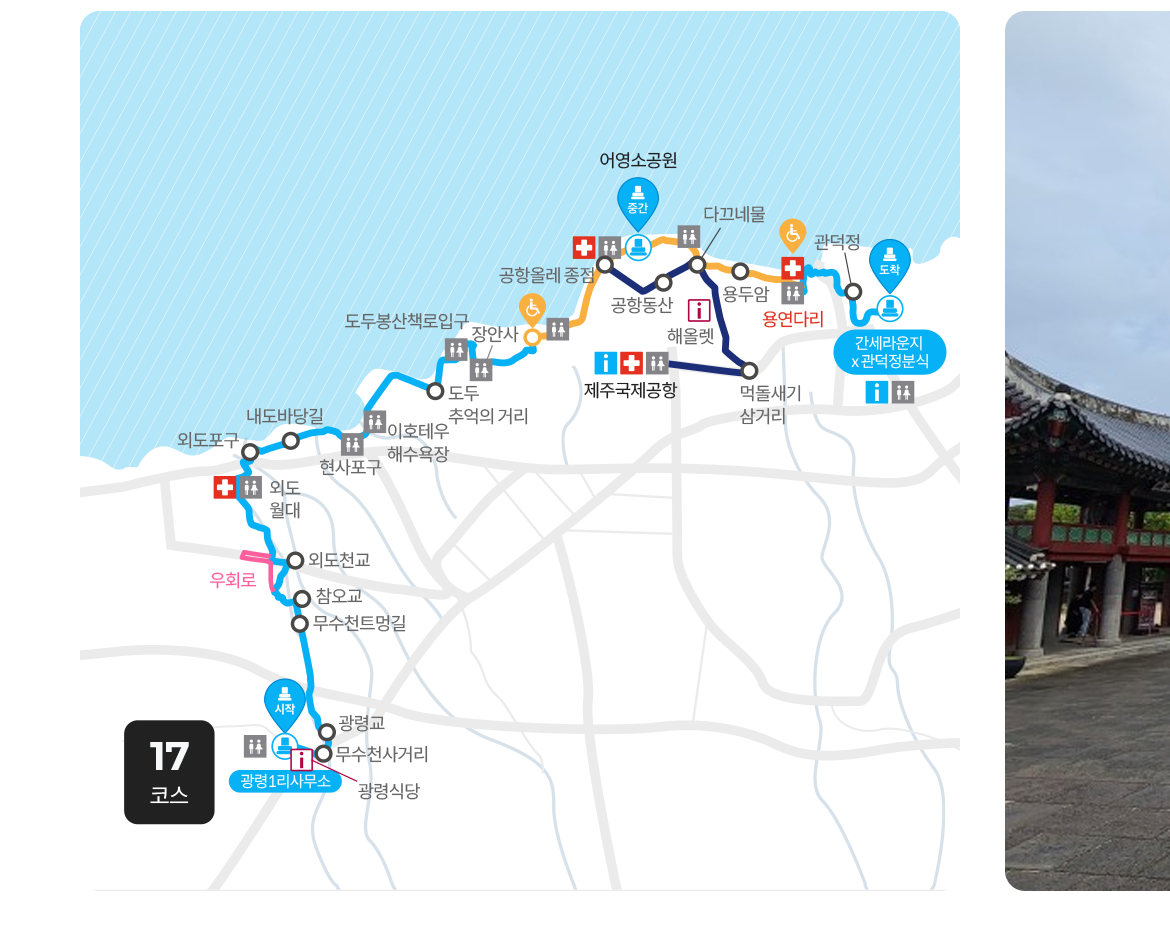 어영소공원
중간
다끄네물
관덕정
도착
공항올레 종점
공항동산
용두암
용연다리
도두봉산책로입구
장안사
해올렛
간세라운지
x 관덕정분식
제주국제공항
먹돌새기
삼거리
도두
추억의 거리
내도바당길
이호테우
해수욕장
외도포구
현사포구
외도
월대
외도천교
우회로
참오교
무수천트멍길
시작
광령교
무수천사거리
광령1리사무소
광령식당
17
코스